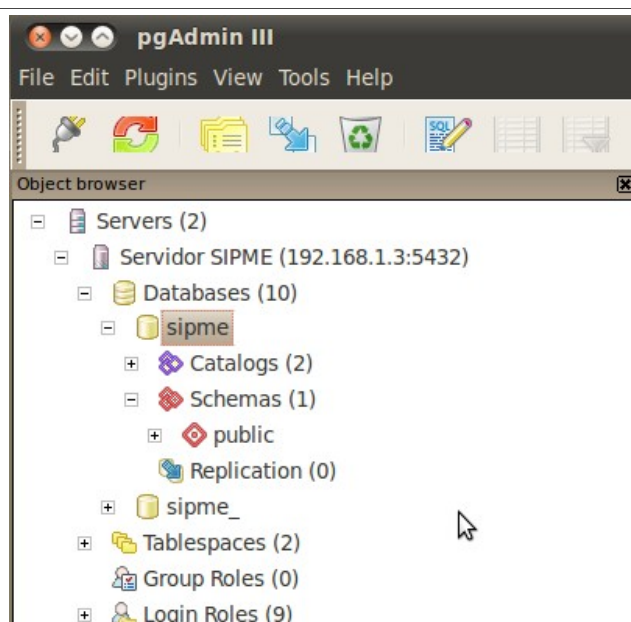 pgAdmin III
File Edit Plugins View Tools Help
SQL
Object browser
Servers (2)
Servidor SIPME (192.168.1.3:5432)
Databases (10)
sipme
Catalogs (2)
Schemas (1)
public
Replication (0)
sipme_
Tablespaces (2)
Group Roles (0)
Login Roles (9)